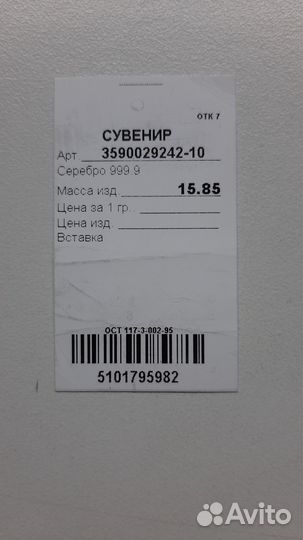 ОТК 7
СУВЕНИР
Арт 3590029242-10
Серебро 999.9
Масса изд. 15.85
Цена за 1 гр..
Цена изд.
Вставка
ОСТ 117-3-002-95
5101795982
Avito